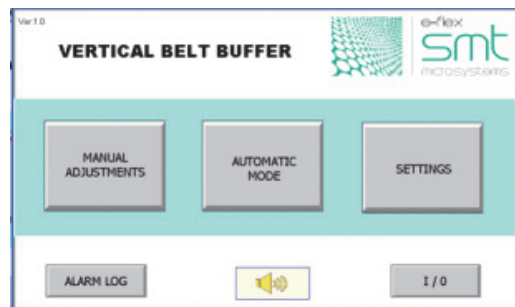 Ver1.0
VERTICAL BELT BUFFER
e-flex
smt
microsystems
MANUAL
ADJUSTMENTS
AUTOMATIC
MODE
SETTINGS
ALARM LOG
I / O